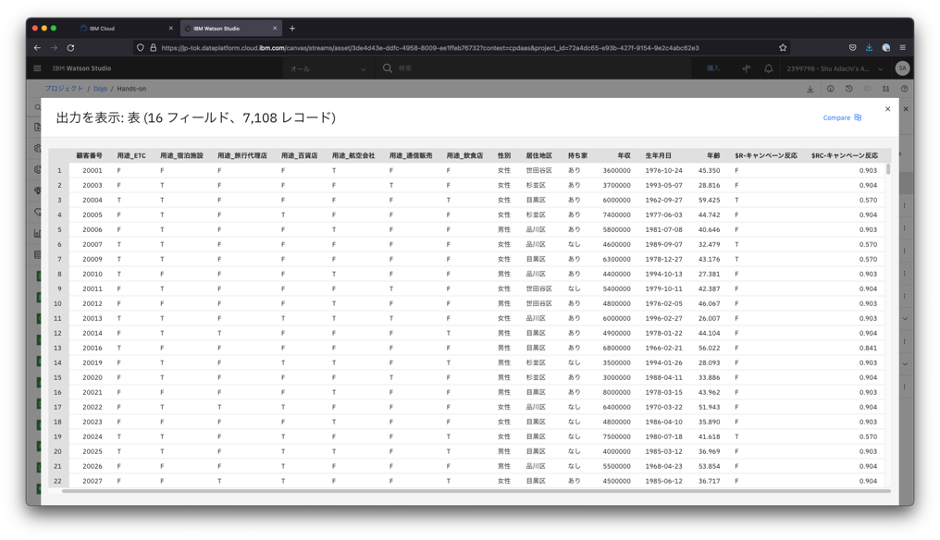 IBM Cloud
IBM Watson Studio
https://jp-tok.dataplatform.cloud.ibm.com/canvas/streams/asset/3de4d43e-ddfc-4958-8009-ee1ffeb76732?context=cpdaas&project_id=72a4dc65-e93b-427f-9154-9e2c4abc62e3
IBM Watson Studio オール 検索 購入 2399798 - Shu Adachi's A... SA
プロジェクト / Dojo / Hands-on
出力を表示: 表 (16 フィールド、7,108 レコード) Compare
顧客番号 用途_ETC 用途_宿泊施設 用途_旅行代理店 用途_百貨店 用途_航空会社 用途_通信販売 用途_飲食店 性別 居住地区 持ち家 年収 生年月日 年齢 $R-キャンペーン反応 $RC-キャンペーン反応
1 20001 F F F F T F F 女性 世田谷区 あり 3600000 1976-10-24 45.350 F 0.903
2 20003 F T F F F T F 女性 杉並区 あり 3700000 1993-05-07 28.816 F 0.904
3 20004 T T F F F F T 女性 目黒区 あり 6000000 1962-09-27 59.425 T 0.570
4 20005 F T F T F F F 女性 杉並区 あり 7400000 1977-06-03 44.742 F 0.904
5 20006 F F F F T F F 男性 品川区 あり 5800000 1981-07-08 40.646 F 0.903
6 20007 T T F F F F T 女性 品川区 なし 4600000 1989-09-07 32.479 T 0.570
7 20009 T T F F F F T 女性 目黒区 あり 6300000 1978-12-27 43.176 T 0.570
8 20010 T F F F T F F 男性 品川区 あり 4400000 1994-10-13 27.381 F 0.903
9 20011 F T F F F T F 女性 世田谷区 なし 5400000 1979-10-11 42.387 F 0.904
10 20012 F F F F T F F 男性 世田谷区 あり 4800000 1976-02-05 46.067 F 0.903
11 20013 T T F T T T F 女性 品川区 あり 6000000 1996-02-27 26.007 F 0.903
12 20014 F T F T F F T 男性 目黒区 あり 4900000 1978-01-22 44.104 F 0.904
13 20016 T F F F F F T 男性 目黒区 あり 6800000 1966-02-21 56.022 F 0.841
14 20019 F T F T T F T 男性 杉並区 なし 3500000 1994-01-26 28.093 F 0.903
15 20020 F T F F T F F 男性 杉並区 あり 3000000 1988-04-11 33.886 F 0.904
16 20021 F F F F T F F 男性 目黒区 あり 8000000 1978-03-15 43.962 F 0.903
17 20022 F T T T F F F 女性 品川区 なし 6400000 1970-03-22 51.943 F 0.904
18 20023 F F F F T F F 女性 目黒区 なし 4800000 1986-04-10 35.890 F 0.903
19 20024 T T F T F F T 女性 目黒区 なし 7500000 1980-07-18 41.618 T 0.570
20 20025 T T F F T F F 男性 目黒区 なし 4000000 1985-03-12 36.969 F 0.903
21 20026 F F F T F F F 男性 品川区 なし 5500000 1968-04-23 53.854 F 0.904
22 20027 F F T T F F F 女性 目黒区 あり 4500000 1985-06-12 36.717 F 0.904